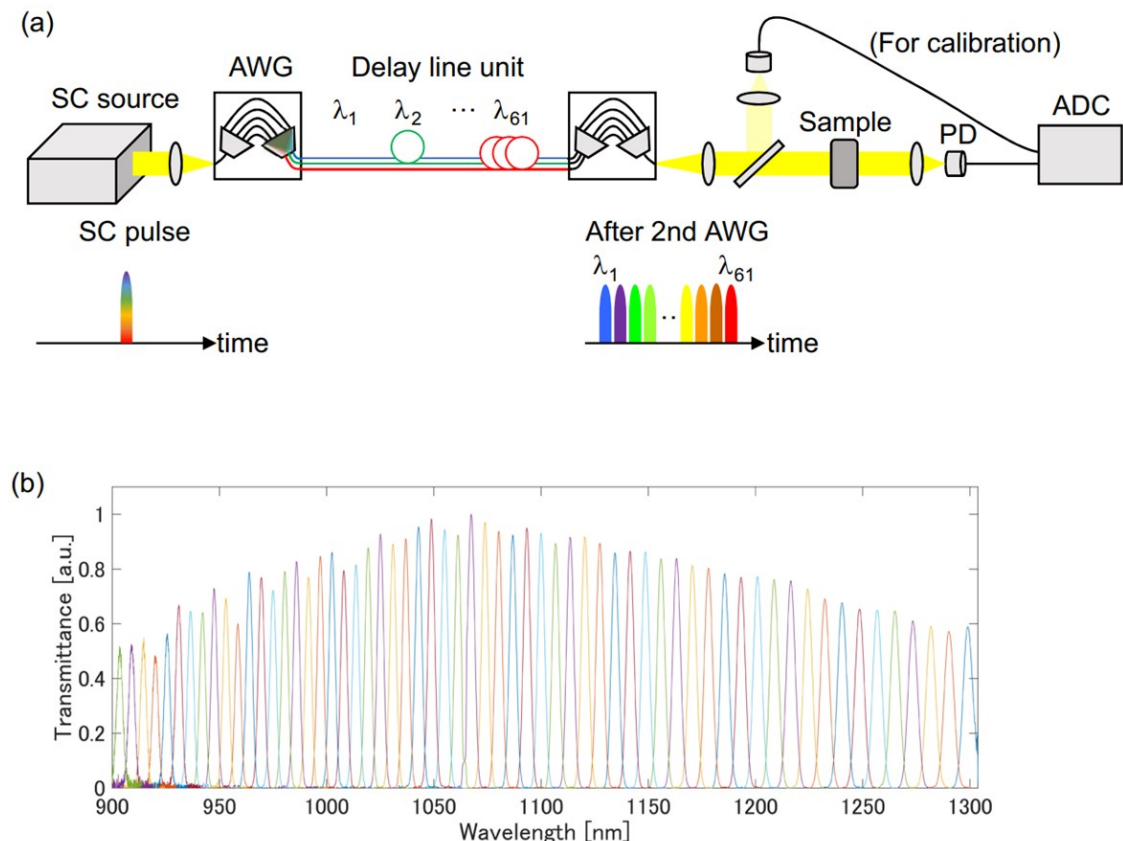 (a)
(For calibration)
AWG
Delay line unit
SC source
λ1
λ2
...
λ61
Sample
PD
ADC
SC pulse
time
After 2nd AWG
λ1
λ61
..
time
(b)
Transmittance [a.u.]
1
0.8
0.6
0.4
0.2
0
900
950
1000
1050
1100
1150
1200
1250
1300
Wavelength [nm]